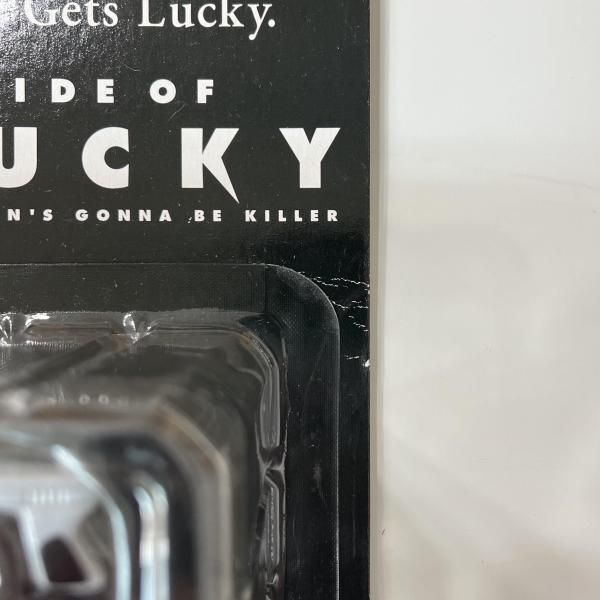 Gets Lucky.
IDE OF
UCKY
N'S GONNA BE KILLER